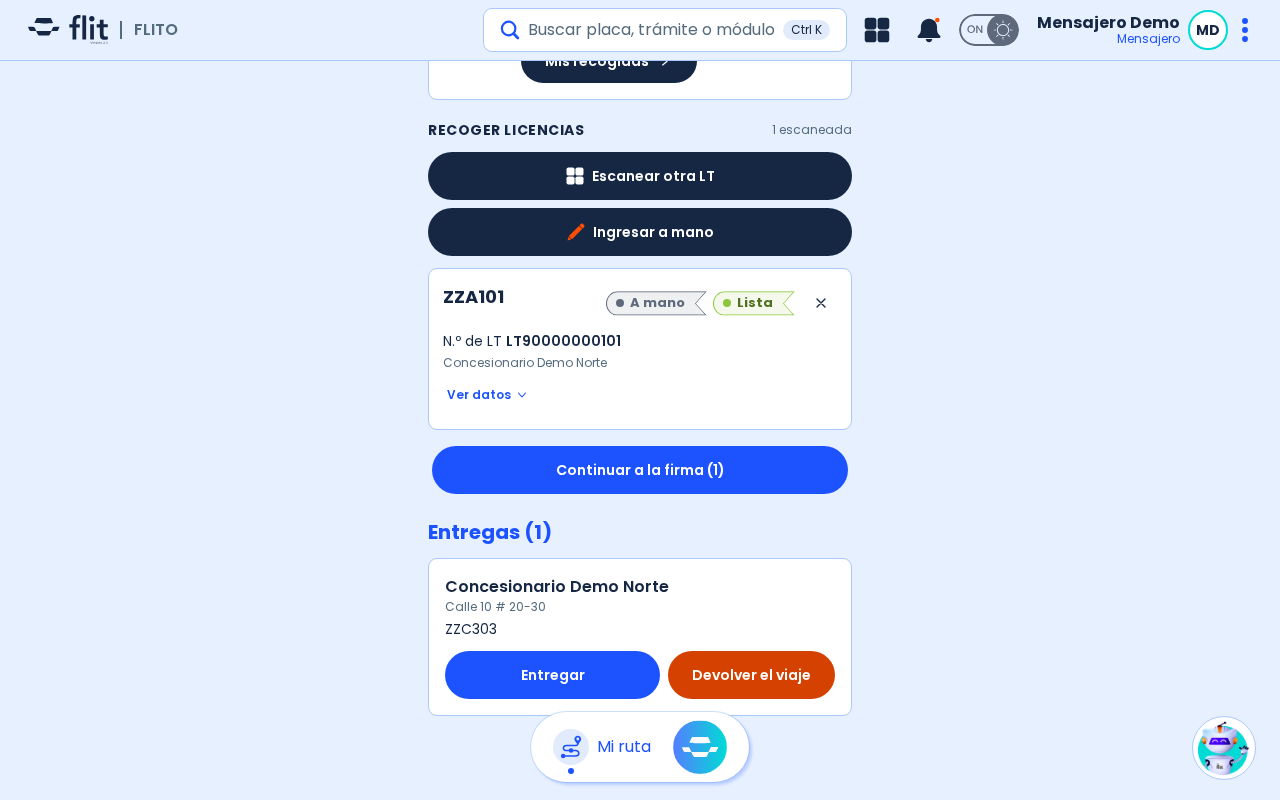 flit
FLITO
Buscar placa, trámite o módulo
Ctrl K
ON
Mensajero Demo
Mensajero
MD
Mis recogidas
RECOGER LICENCIAS
1 escaneada
Escanear otra LT
Ingresar a mano
ZZA101
A mano
Lista
N.º de LT LT90000000101
Concesionario Demo Norte
Ver datos
Continuar a la firma (1)
Entregas (1)
Concesionario Demo Norte
Calle 10 # 20-30
ZZC303
Entregar
Devolver el viaje
Mi ruta